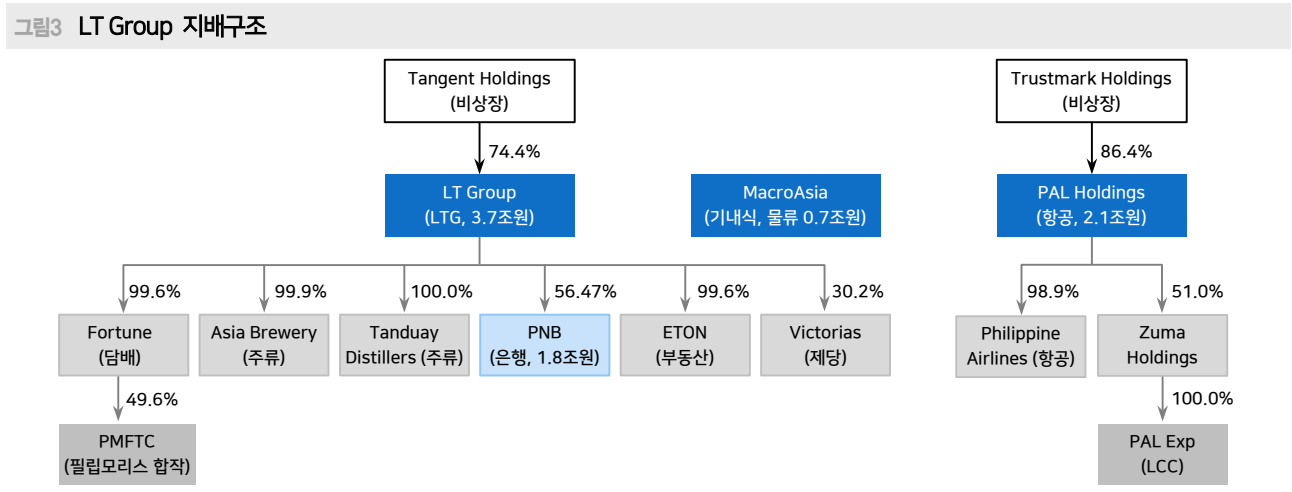 그림3 LT Group 지배구조
Tangent Holdings
(비상장)
Trustmark Holdings
(비상장)
74.4%
86.4%
LT Group
(LTG, 3.7조원)
MacroAsia
(기내식, 물류 0.7조원)
PAL Holdings
(항공, 2.1조원)
99.6%
99.9%
100.0%
56.47%
99.6%
30.2%
98.9%
51.0%
Fortune
(담배)
Asia Brewery
(주류)
Tanduay
Distillers (주류)
PNB
(은행, 1.8조원)
ETON
(부동산)
Victorias
(제당)
Philippine
Airlines (항공)
Zuma
Holdings
49.6%
100.0%
PMFTC
(필립모리스 합작)
PAL Exp
(LCC)